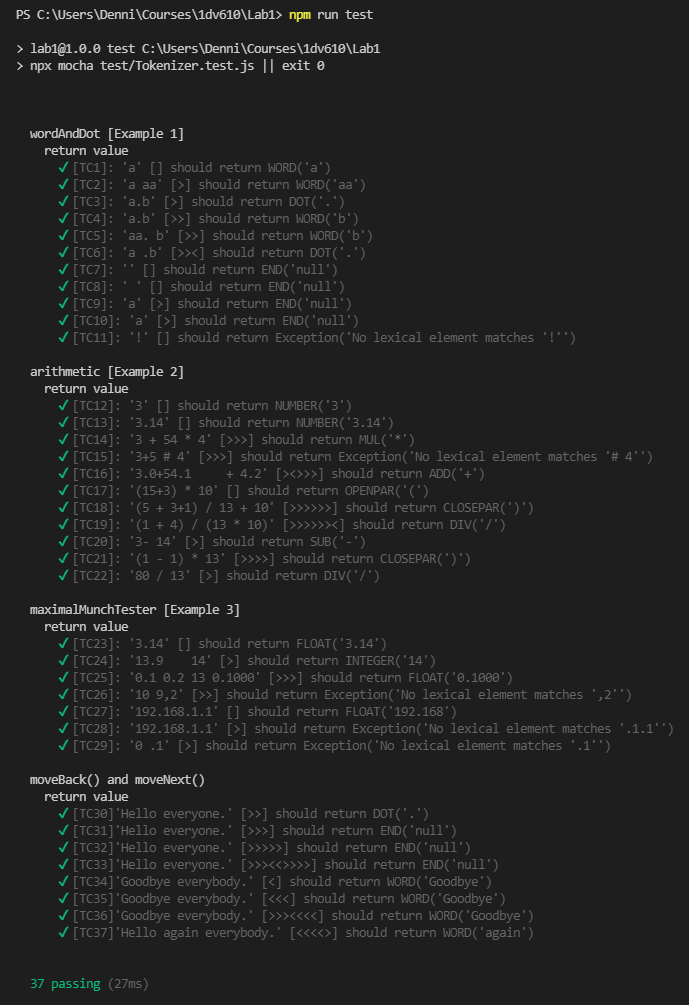 PS C:\Users\Denni\Courses\1dv610\Lab1> npm run test
> lab1@1.0.0 test C:\Users\Denni\Courses\1dv610\Lab1
> npx mocha test/Tokenizer.test.js || exit 0
wordAndDot [Example 1]
return value
✓ [TC1]: 'a' [] should return WORD('a')
✓ [TC2]: 'a aa' [>] should return WORD('aa')
✓ [TC3]: 'a.b' [>] should return DOT('.')
✓ [TC4]: 'a.b' [>>] should return WORD('b')
✓ [TC5]: 'aa. b' [>>] should return WORD('b')
✓ [TC6]: 'a .b' [>><] should return DOT('.')
✓ [TC7]: '' [] should return END('null')
✓ [TC8]: ' ' [] should return END('null')
✓ [TC9]: 'a' [>] should return END('null')
✓ [TC10]: 'a' [>] should return END('null')
✓ [TC11]: '!' [] should return Exception('No lexical element matches '!'')
arithmetic [Example 2]
return value
✓ [TC12]: '3' [] should return NUMBER('3')
✓ [TC13]: '3.14' [] should return NUMBER('3.14')
✓ [TC14]: '3 + 54 * 4' [>>>] should return MUL('*')
✓ [TC15]: '3+5 # 4' [>>>] should return Exception('No lexical element matches '# 4'')
✓ [TC16]: '3.0+54.1     + 4.2' [><>>>] should return ADD('+')
✓ [TC17]: '(15+3) * 10' [] should return OPENPAR('(')
✓ [TC18]: '(5 + 3+1) / 13 + 10' [>>>>>>] should return CLOSEPAR(')')
✓ [TC19]: '(1 + 4) / (13 * 10)' [>>>>>><] should return DIV('/')
✓ [TC20]: '3- 14' [>] should return SUB('-')
✓ [TC21]: '(1 - 1) * 13' [>>>>] should return CLOSEPAR(')')
✓ [TC22]: '80 / 13' [>] should return DIV('/')
maximalMunchTester [Example 3]
return value
✓ [TC23]: '3.14' [] should return FLOAT('3.14')
✓ [TC24]: '13.9    14' [>] should return INTEGER('14')
✓ [TC25]: '0.1 0.2 13 0.1000' [>>>] should return FLOAT('0.1000')
✓ [TC26]: '10 9,2' [>>] should return Exception('No lexical element matches ',2'')
✓ [TC27]: '192.168.1.1' [] should return FLOAT('192.168')
✓ [TC28]: '192.168.1.1' [>] should return Exception('No lexical element matches '.1.1'')
✓ [TC29]: '0 .1' [>] should return Exception('No lexical element matches '.1'')
moveBack() and moveNext()
return value
✓ [TC30]'Hello everyone.' [>>] should return DOT('.')
✓ [TC31]'Hello everyone.' [>>>] should return END('null')
✓ [TC32]'Hello everyone.' [>>>>>] should return END('null')
✓ [TC33]'Hello everyone.' [>>><<>>>>] should return END('null')
✓ [TC34]'Goodbye everybody.' [<] should return WORD('Goodbye')
✓ [TC35]'Goodbye everybody.' [<<<] should return WORD('Goodbye')
✓ [TC36]'Goodbye everybody.' [>>><<<<] should return WORD('Goodbye')
✓ [TC37]'Hello again everybody.' [<<<<>] should return WORD('again')
37 passing (27ms)